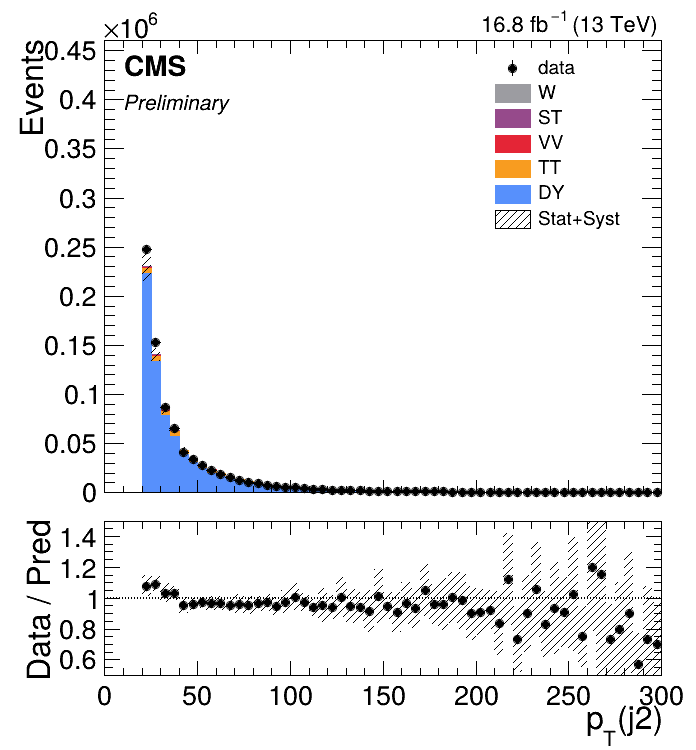 ×10⁶
16.8 fb⁻¹ (13 TeV)
CMS
Preliminary
Events
0.45
0.4
0.35
0.3
0.25
0.2
0.15
0.1
0.05
0
data
W
ST
VV
TT
DY
Stat+Syst
Data / Pred
1.4
1.2
1
0.8
0.6
0 50 100 150 200 250 300
p_T(j2)